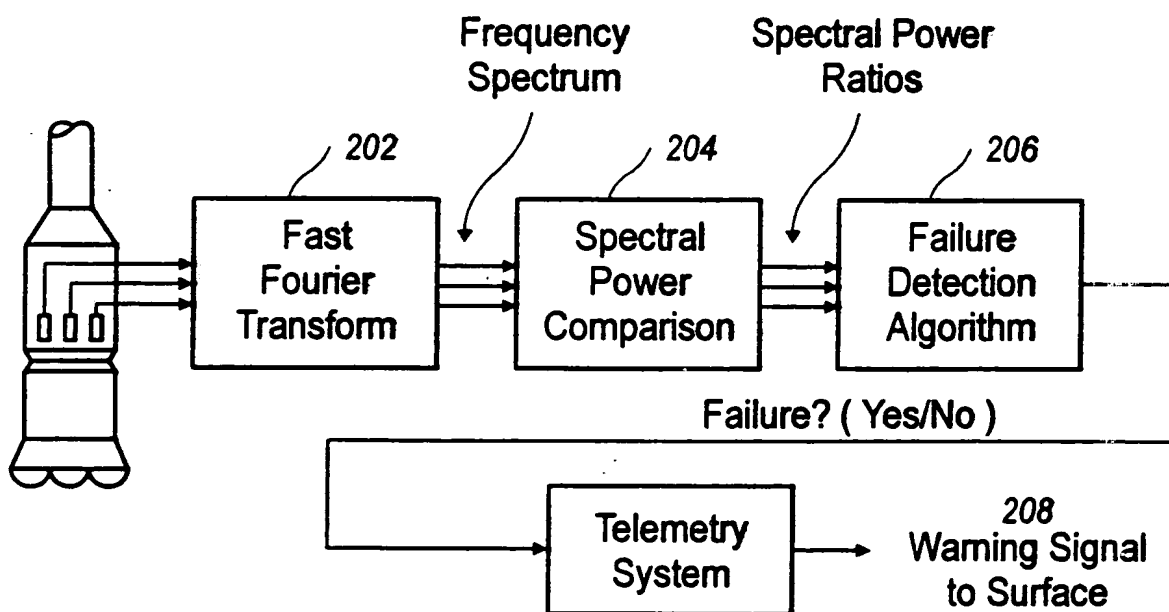 Frequency
Spectrum
Spectral Power
Ratios
202
204
206
Fast
Fourier
Transform
Spectral
Power
Comparison
Failure
Detection
Algorithm
Failure? ( Yes/No )
Telemetry
System
208
Warning Signal
to Surface